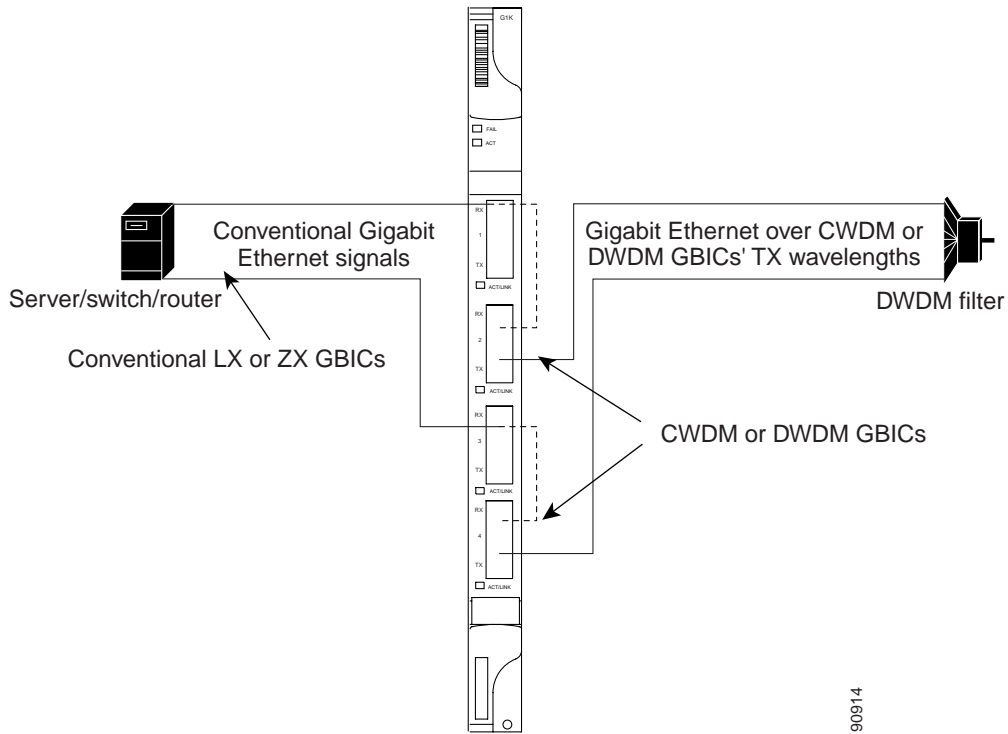 G1K
FAIL
ACT
RX
1
TX
ACT/LINK
RX
2
TX
ACT/LINK
RX
3
TX
ACT/LINK
RX
4
TX
ACT/LINK
Conventional Gigabit
Ethernet signals
Server/switch/router
Conventional LX or ZX GBICs
Gigabit Ethernet over CWDM or
DWDM GBICs' TX wavelengths
DWDM filter
CWDM or DWDM GBICs
90914